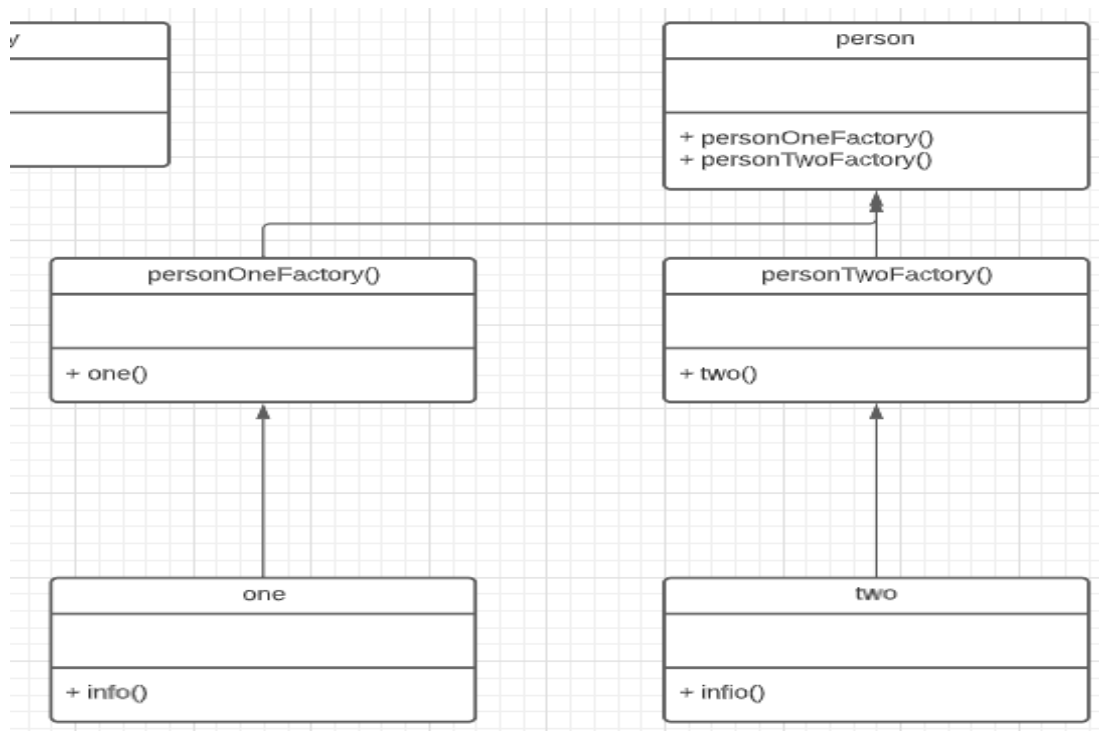 y
person
+ personOneFactory()
+ personTwoFactory()
personOneFactory()
+ one()
personTwoFactory()
+ two()
one
+ info()
two
+ infio()